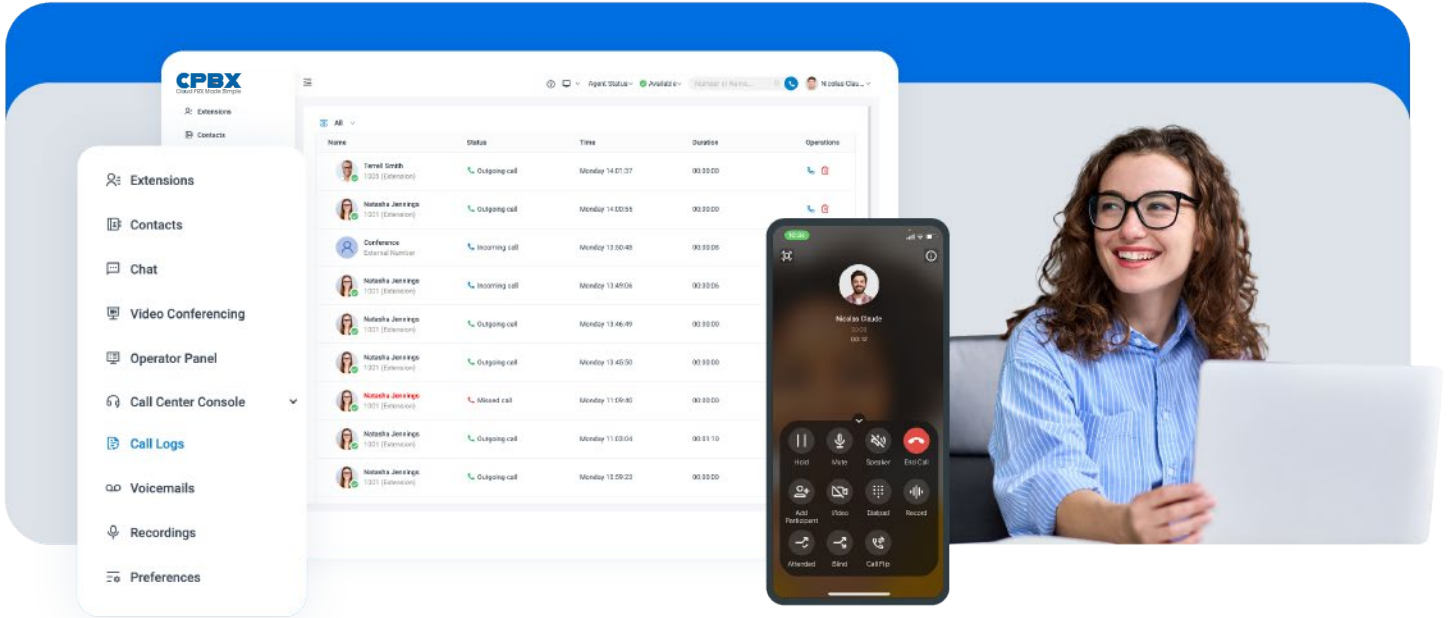 CPBX
Cloud PBX Made Simple
Extensions
Contacts
Agent Status
Available
Number or Name...
Nicolas Clau...
Extensions
Contacts
Chat
Video Conferencing
Operator Panel
Call Center Console
Call Logs
Voicemails
Recordings
Preferences
All
Name Status Time Duration Operations
Terrell Smith
1005 (Extension) Outgoing call Monday 14:01:37 00:00:00
Natasha Jennings
1001 (Extension) Outgoing call Monday 14:00:55 00:00:00
Conference
External Number Incoming call Monday 13:50:48 00:00:08
Natasha Jennings
1001 (Extension) Incoming call Monday 13:49:06 00:00:06
Natasha Jennings
1001 (Extension) Outgoing call Monday 13:46:49 00:00:00
Natasha Jennings
1001 (Extension) Outgoing call Monday 13:45:50 00:00:00
Natasha Jennings
1001 (Extension) Missed call Monday 11:09:40 00:00:00
Natasha Jennings
1001 (Extension) Outgoing call Monday 11:03:04 00:01:10
Natasha Jennings
1001 (Extension) Outgoing call Monday 10:59:23 00:00:00
Nicolas Claude
Hold Mute Speaker End Call
Add Participant Video Dialpad Record
Attended Blind Call Flip